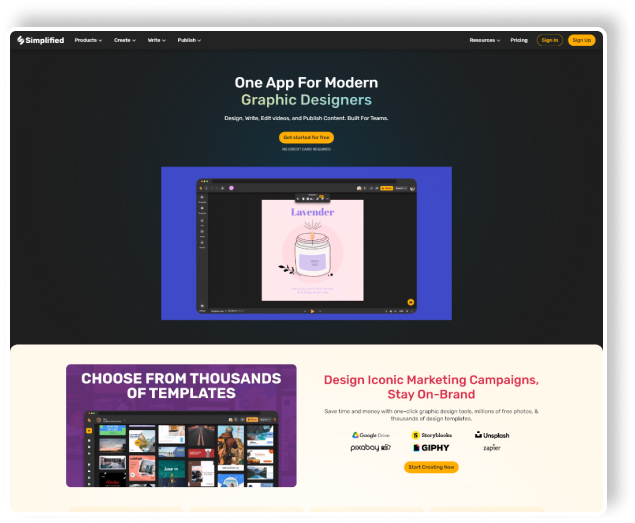 Simplified
Products
Create
Write
Publish
Resources
Pricing
Sign In
Sign Up
One App For Modern
Graphic Designers
Design, Write, Edit videos, and Publish Content. Built For Teams.
Get started for free
NO CREDIT CARD REQUIRED
Lavender
CHOOSE FROM THOUSANDS
OF TEMPLATES
June is
Design Iconic Marketing Campaigns,
Stay On-Brand
Save time and money with one-click graphic design tools, millions of free photos, &
thousands of design templates.
Google Drive
Storyblocks
Unsplash
pixabay
GIPHY
zapier
Start Creating Now